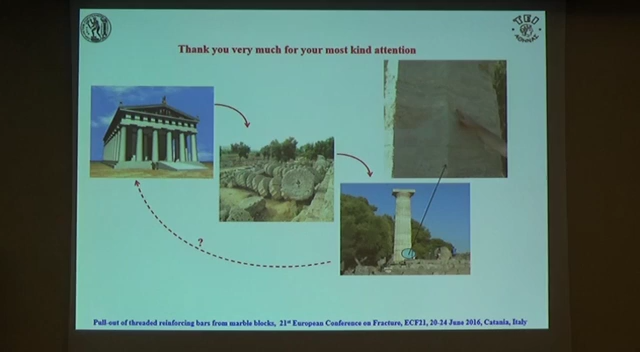 Thank you very much for your most kind attention
?
Pull-out of threaded reinforcing bars from marble blocks, 21st European Conference on Fracture, ECF21, 20-24 June 2016, Catania, Italy